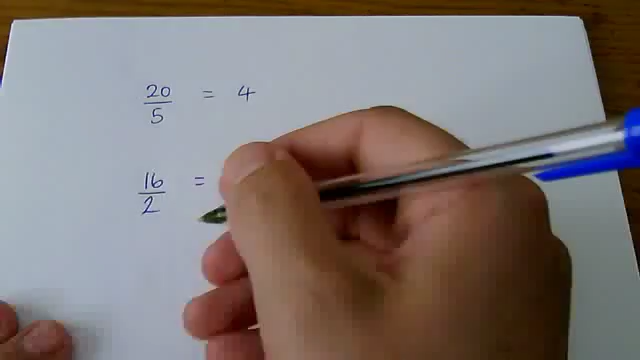 20/5 = 4
16/2 =